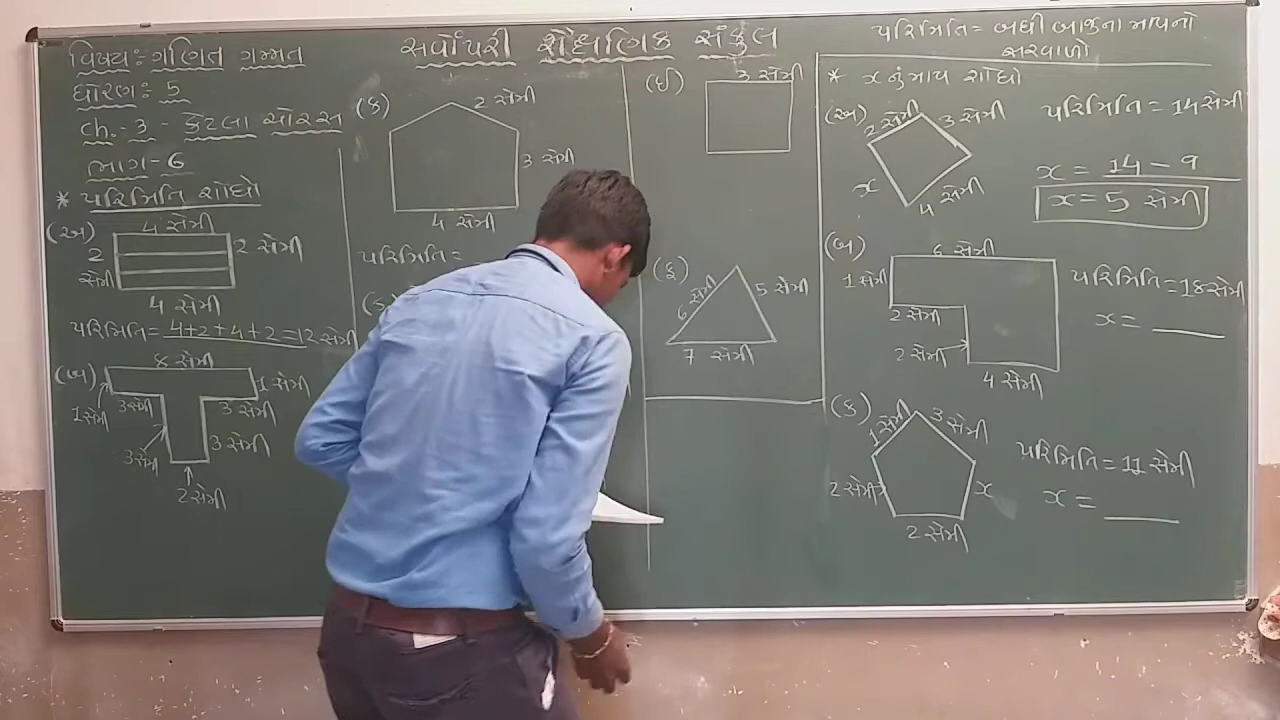 સર્વોપરી શૈક્ષણિક સંકુલ
વિષય: ગણિત ગમ્મત
ધોરણ: 5
ch.-3 - કેટલા ચોરસ
ભાગ-6
* પરિમિતિ શોધો
(અ)
4 સેમી
2 સેમી
2 સેમી
4 સેમી
પરિમિતિ = 4+2+4+2 = 12 સેમી
(બ)
8 સેમી
1 સેમી
1 સેમી
3 સેમી
3 સેમી
3 સેમી
3 સેમી
2 સેમી
(ક)
2 સેમી
3 સેમી
4 સેમી
પરિમિતિ =
(ઈ)
3 સેમી
(ફ)
6 સેમી
5 સેમી
7 સેમી
પરિમિતિ = બધી બાજુના માપનો
સરવાળો
* x નું માપ શોધો
(અ)
2 સેમી
3 સેમી
x
4 સેમી
પરિમિતિ = 14 સેમી
x = 14 - 9
x = 5 સેમી
(બ)
6 સેમી
1 સેમી
2 સેમી
2 સેમી
4 સેમી
પરિમિતિ = 18 સેમી
x =
(ક)
1 સેમી
3 સેમી
2 સેમી
x
2 સેમી
પરિમિતિ = 11 સેમી
x =